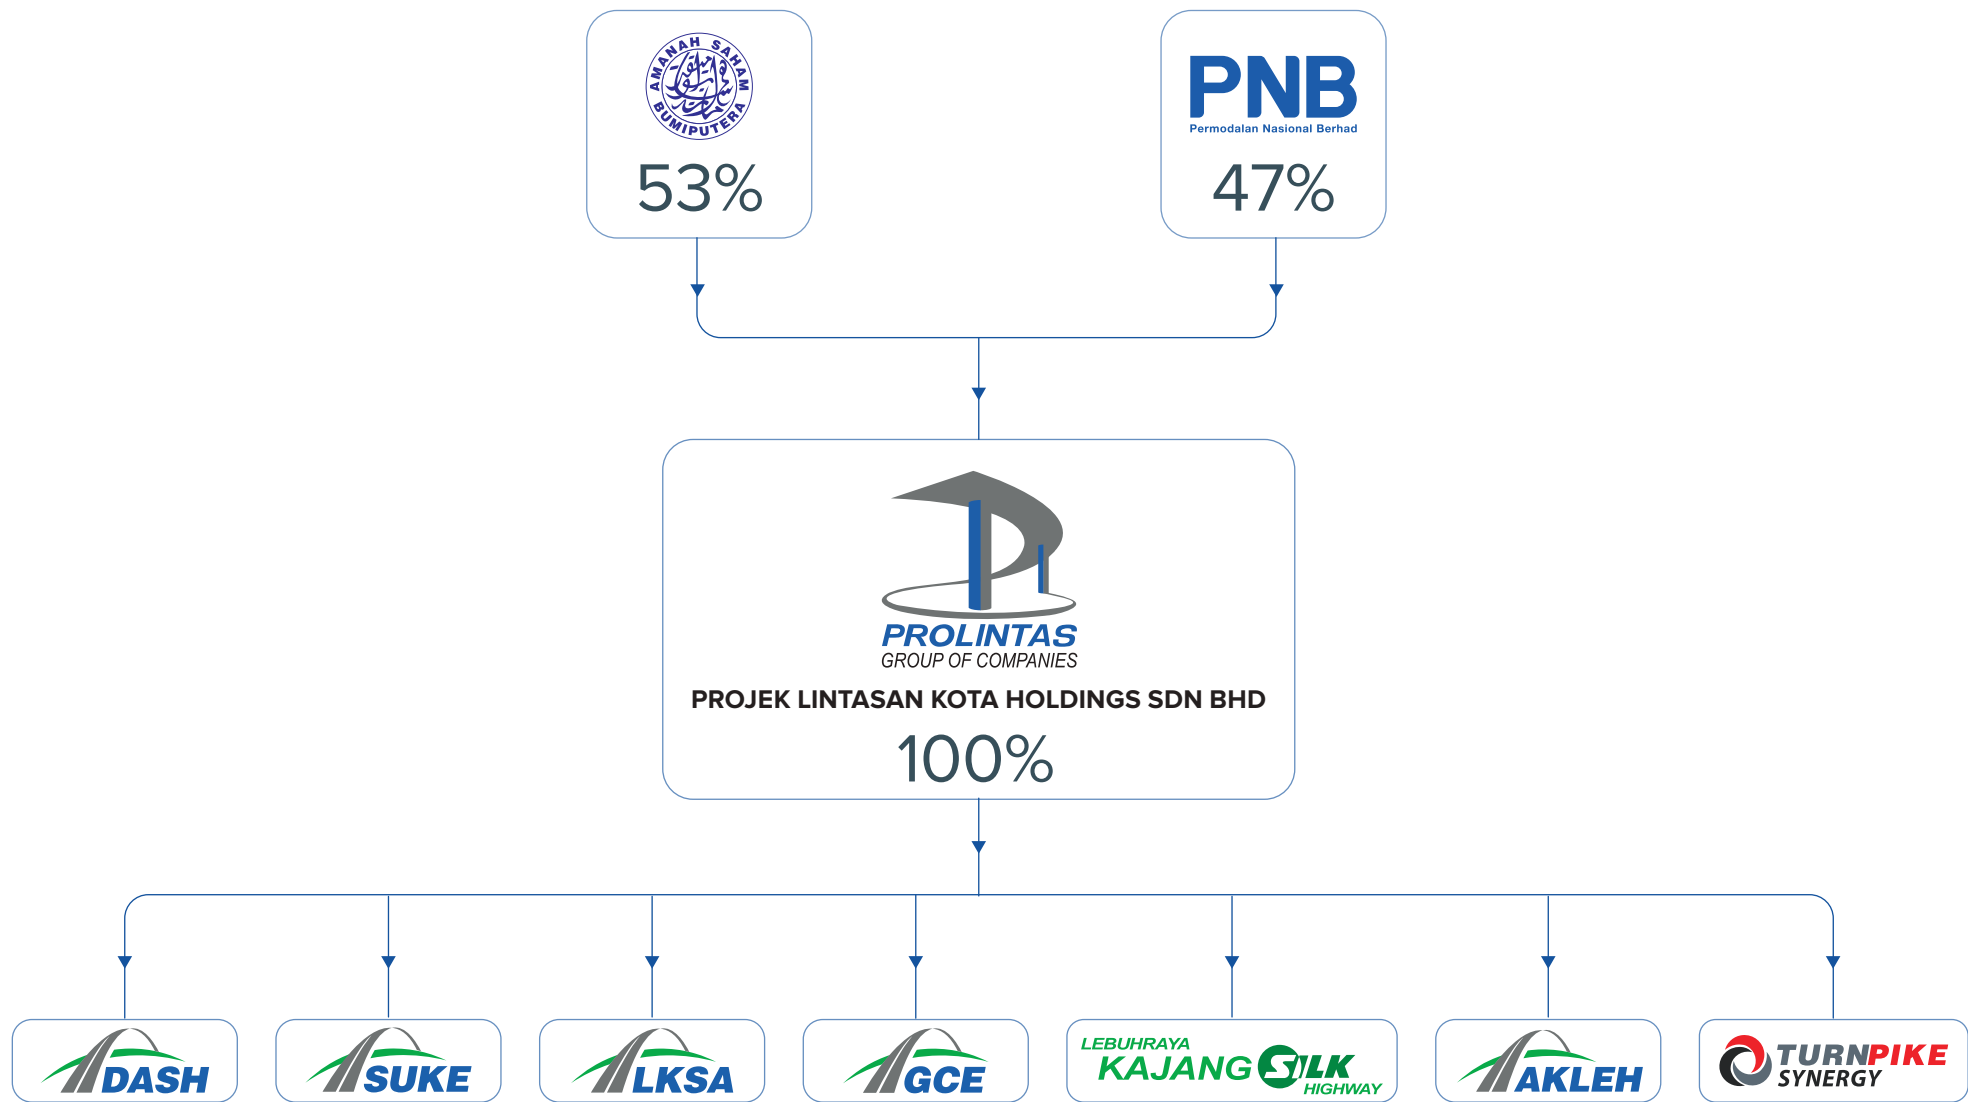 AMANAH SAHAM
BUMIPUTERA
53%
PNB
Permodalan Nasional Berhad
47%
PROLINTAS
GROUP OF COMPANIES
PROJEK LINTASAN KOTA HOLDINGS SDN BHD
100%
DASH
SUKE
LKSA
GCE
LEBUHRAYA
KAJANG SILK
HIGHWAY
AKLEH
TURNPIKE
SYNERGY